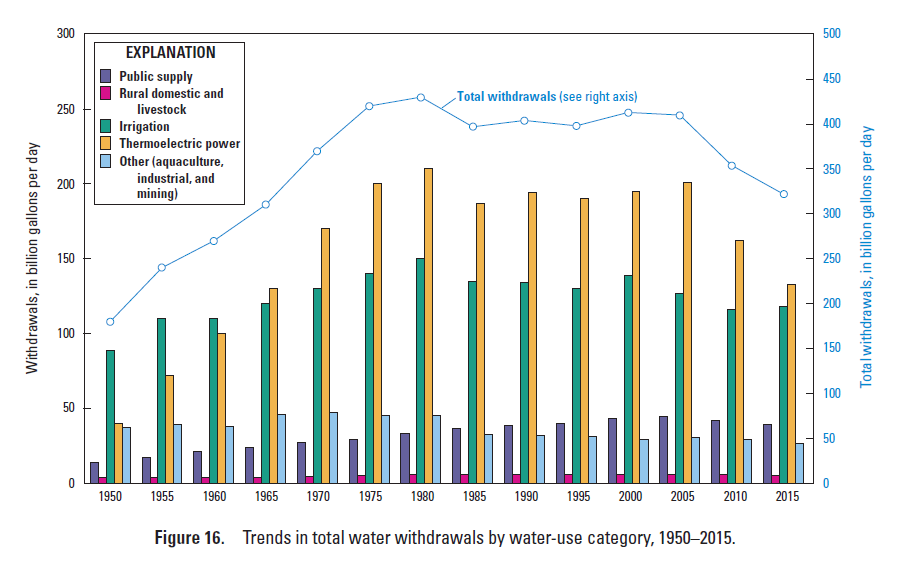 300
250
200
150
100
50
0
Withdrawals, in billion gallons per day
EXPLANATION
Public supply
Rural domestic and
livestock
Irrigation
Thermoelectric power
Other (aquaculture,
industrial, and
mining)
Total withdrawals (see right axis)
500
450
400
350
300
250
200
150
100
50
0
Total withdrawals, in billion gallons per day
1950 1955 1960 1965 1970 1975 1980 1985 1990 1995 2000 2005 2010 2015
Figure 16. Trends in total water withdrawals by water-use category, 1950–2015.